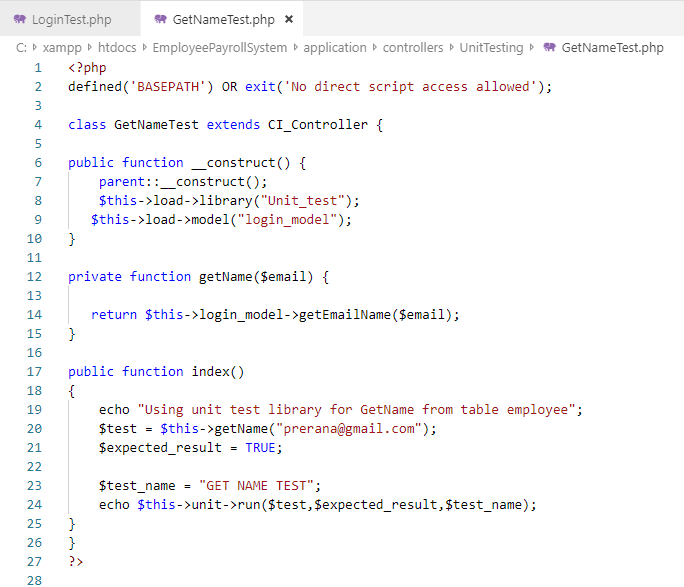 LoginTest.php GetNameTest.php ×
C: xampp htdocs EmployeePayrollSystem application controllers UnitTesting GetNameTest.php
1 <?php
2 defined('BASEPATH') OR exit('No direct script access allowed');
3
4 class GetNameTest extends CI_Controller {
5
6 public function __construct() {
7     parent::__construct();
8     $this->load->library("Unit_test");
9    $this->load->model("login_model");
10 }
11
12 private function getName($email) {
13
14    return $this->login_model->getEmailName($email);
15 }
16
17 public function index()
18 {
19     echo "Using unit test library for GetName from table employee";
20     $test = $this->getName("prerana@gmail.com");
21     $expected_result = TRUE;
22
23     $test_name = "GET NAME TEST";
24     echo $this->unit->run($test,$expected_result,$test_name);
25 }
26 }
27 ?>
28